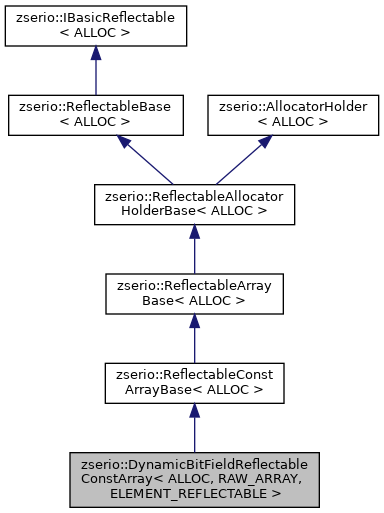 zserio::IBasicReflectable
< ALLOC >
zserio::ReflectableBase
< ALLOC >
zserio::AllocatorHolder
< ALLOC >
zserio::ReflectableAllocator
HolderBase< ALLOC >
zserio::ReflectableArray
Base< ALLOC >
zserio::ReflectableConst
ArrayBase< ALLOC >
zserio::DynamicBitFieldReflectable
ConstArray< ALLOC, RAW_ARRAY,
ELEMENT_REFLECTABLE >